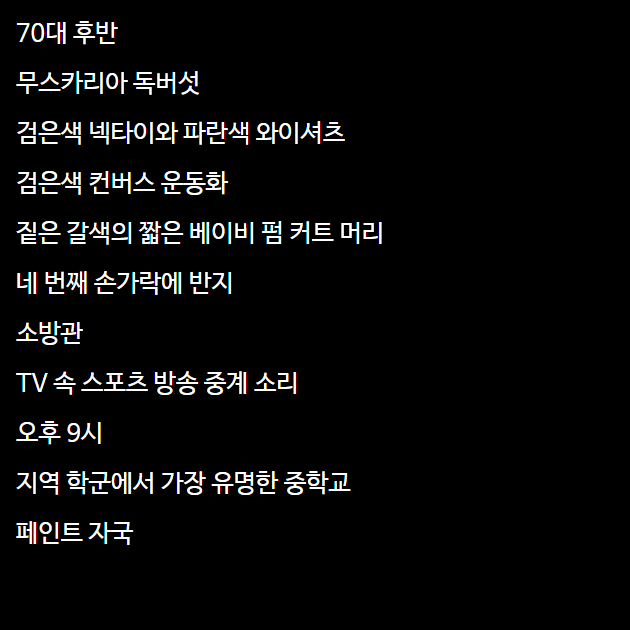 70대 후반
무스카리아 독버섯
검은색 넥타이와 파란색 와이셔츠
검은색 컨버스 운동화
짙은 갈색의 짧은 베이비 펌 커트 머리
네 번째 손가락에 반지
소방관
TV 속 스포츠 방송 중계 소리
오후 9시
지역 학군에서 가장 유명한 중학교
페인트 자국